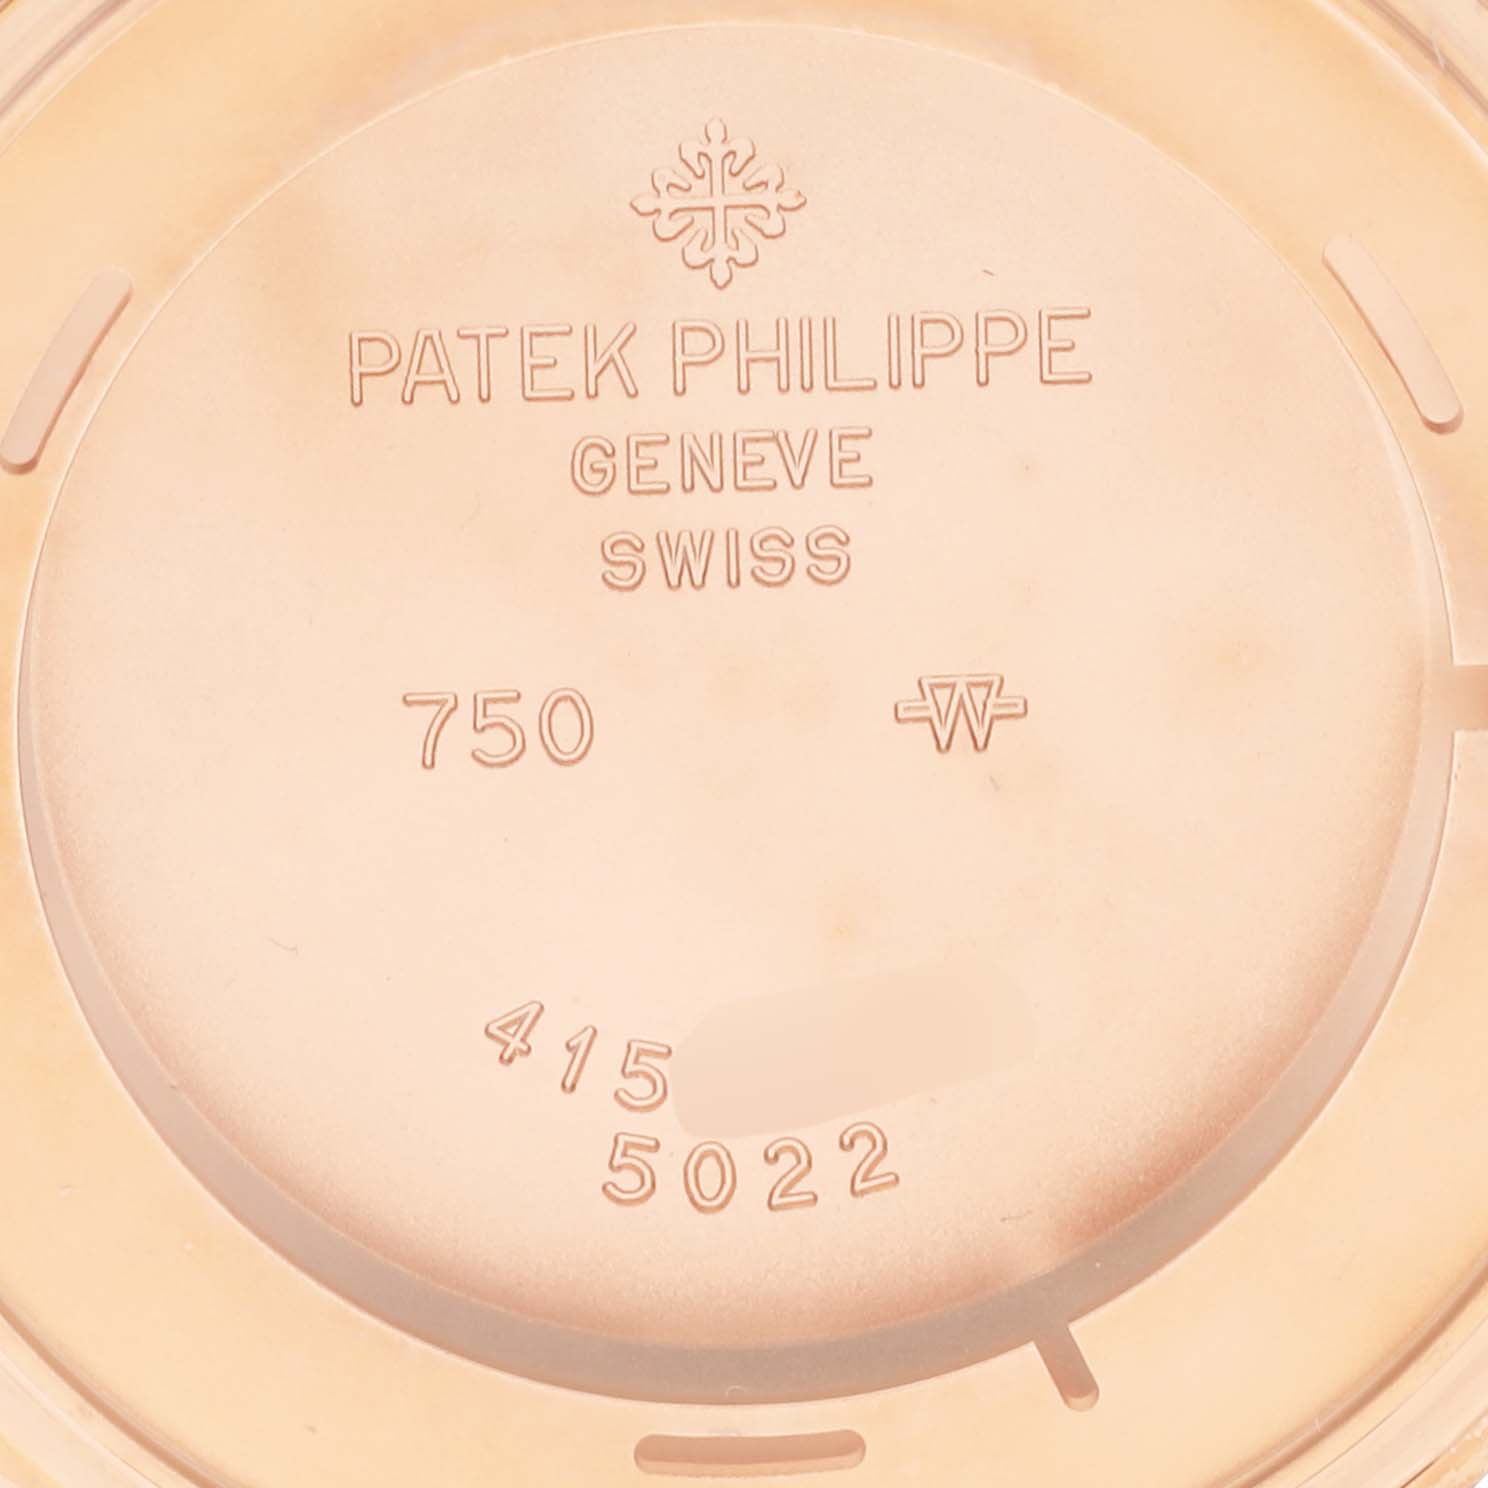 PATEK PHILIPPE
GENEVE
SWISS
750 W
415
5022